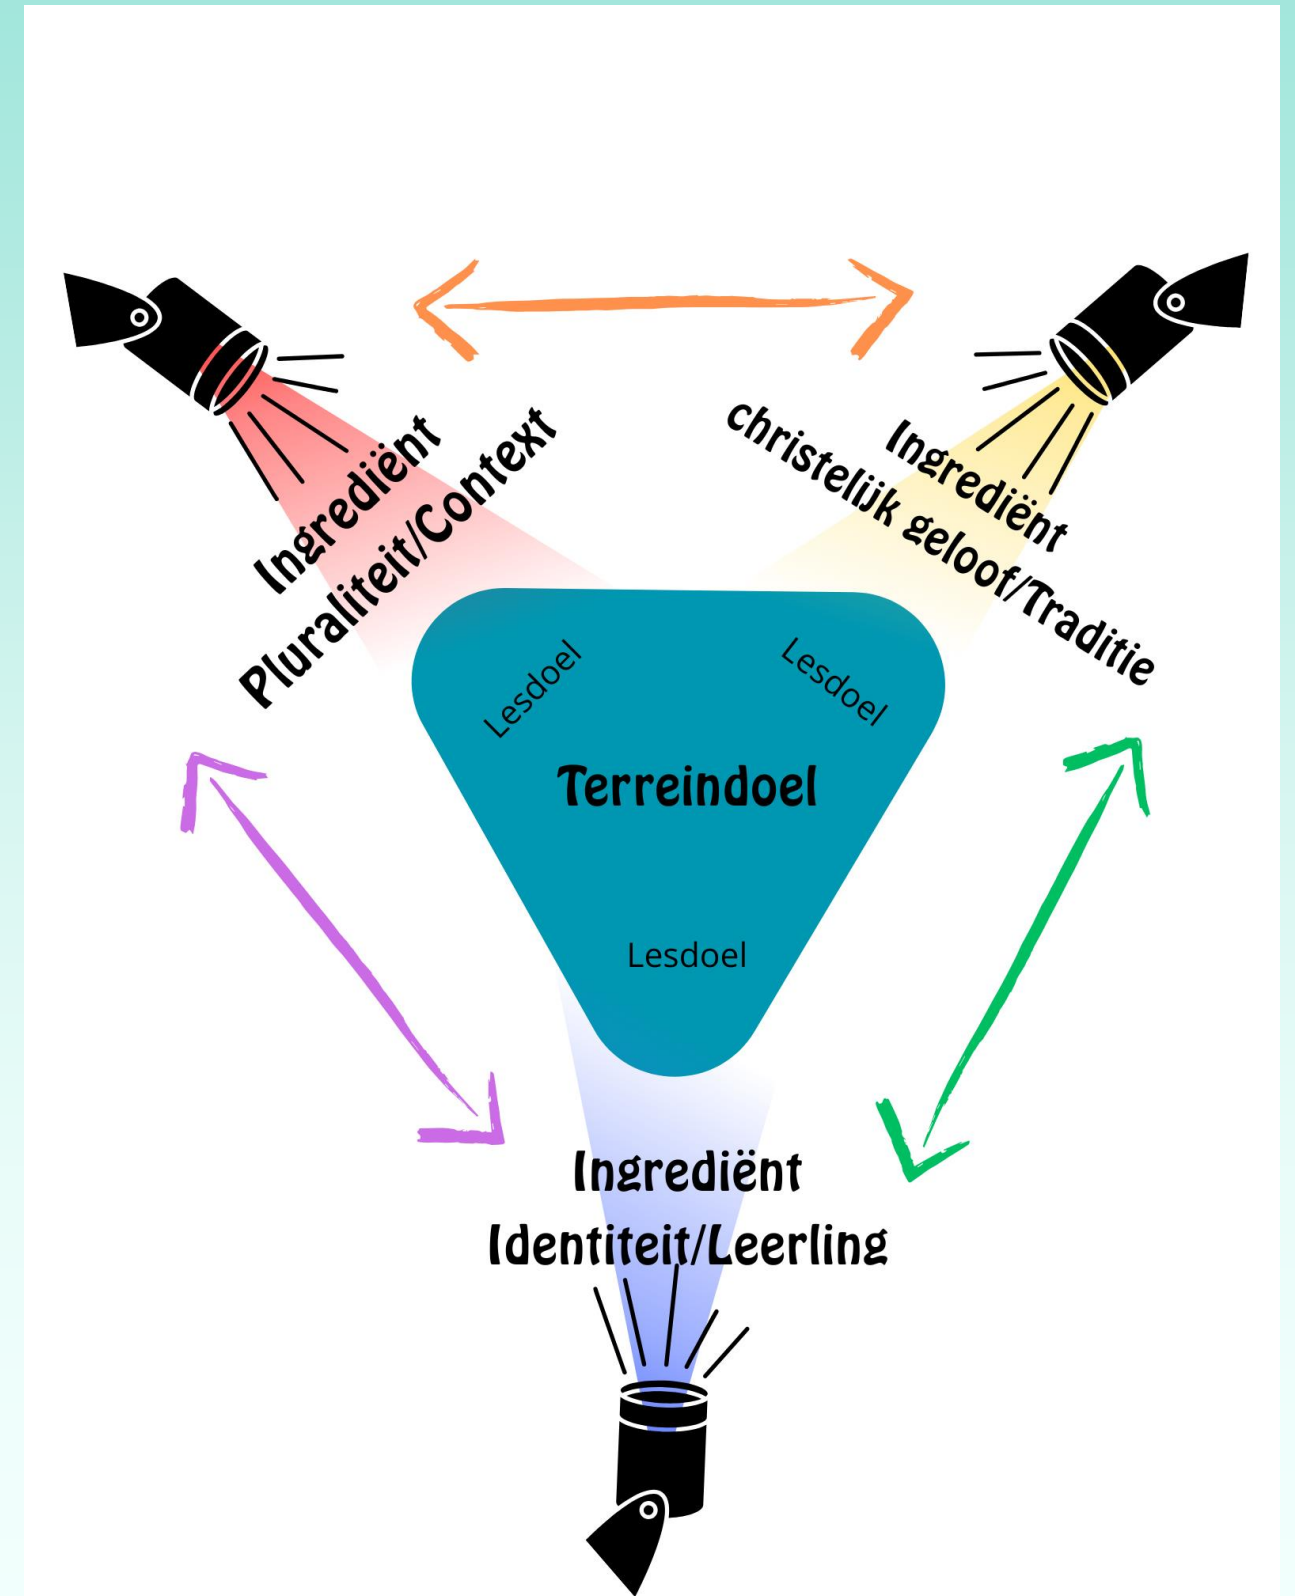 Ingrediënt
Pluraliteit/Context
Ingrediënt
christelijk geloof/Traditie
Lesdoel
Lesdoel
Terreindoel
Lesdoel
Ingrediënt
Identiteit/Leerling